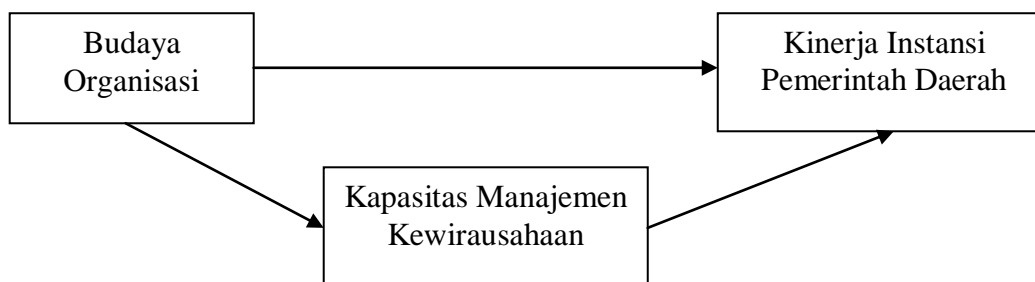 Budaya
Organisasi
Kinerja Instansi
Pemerintah Daerah
Kapasitas Manajemen
Kewirausahaan